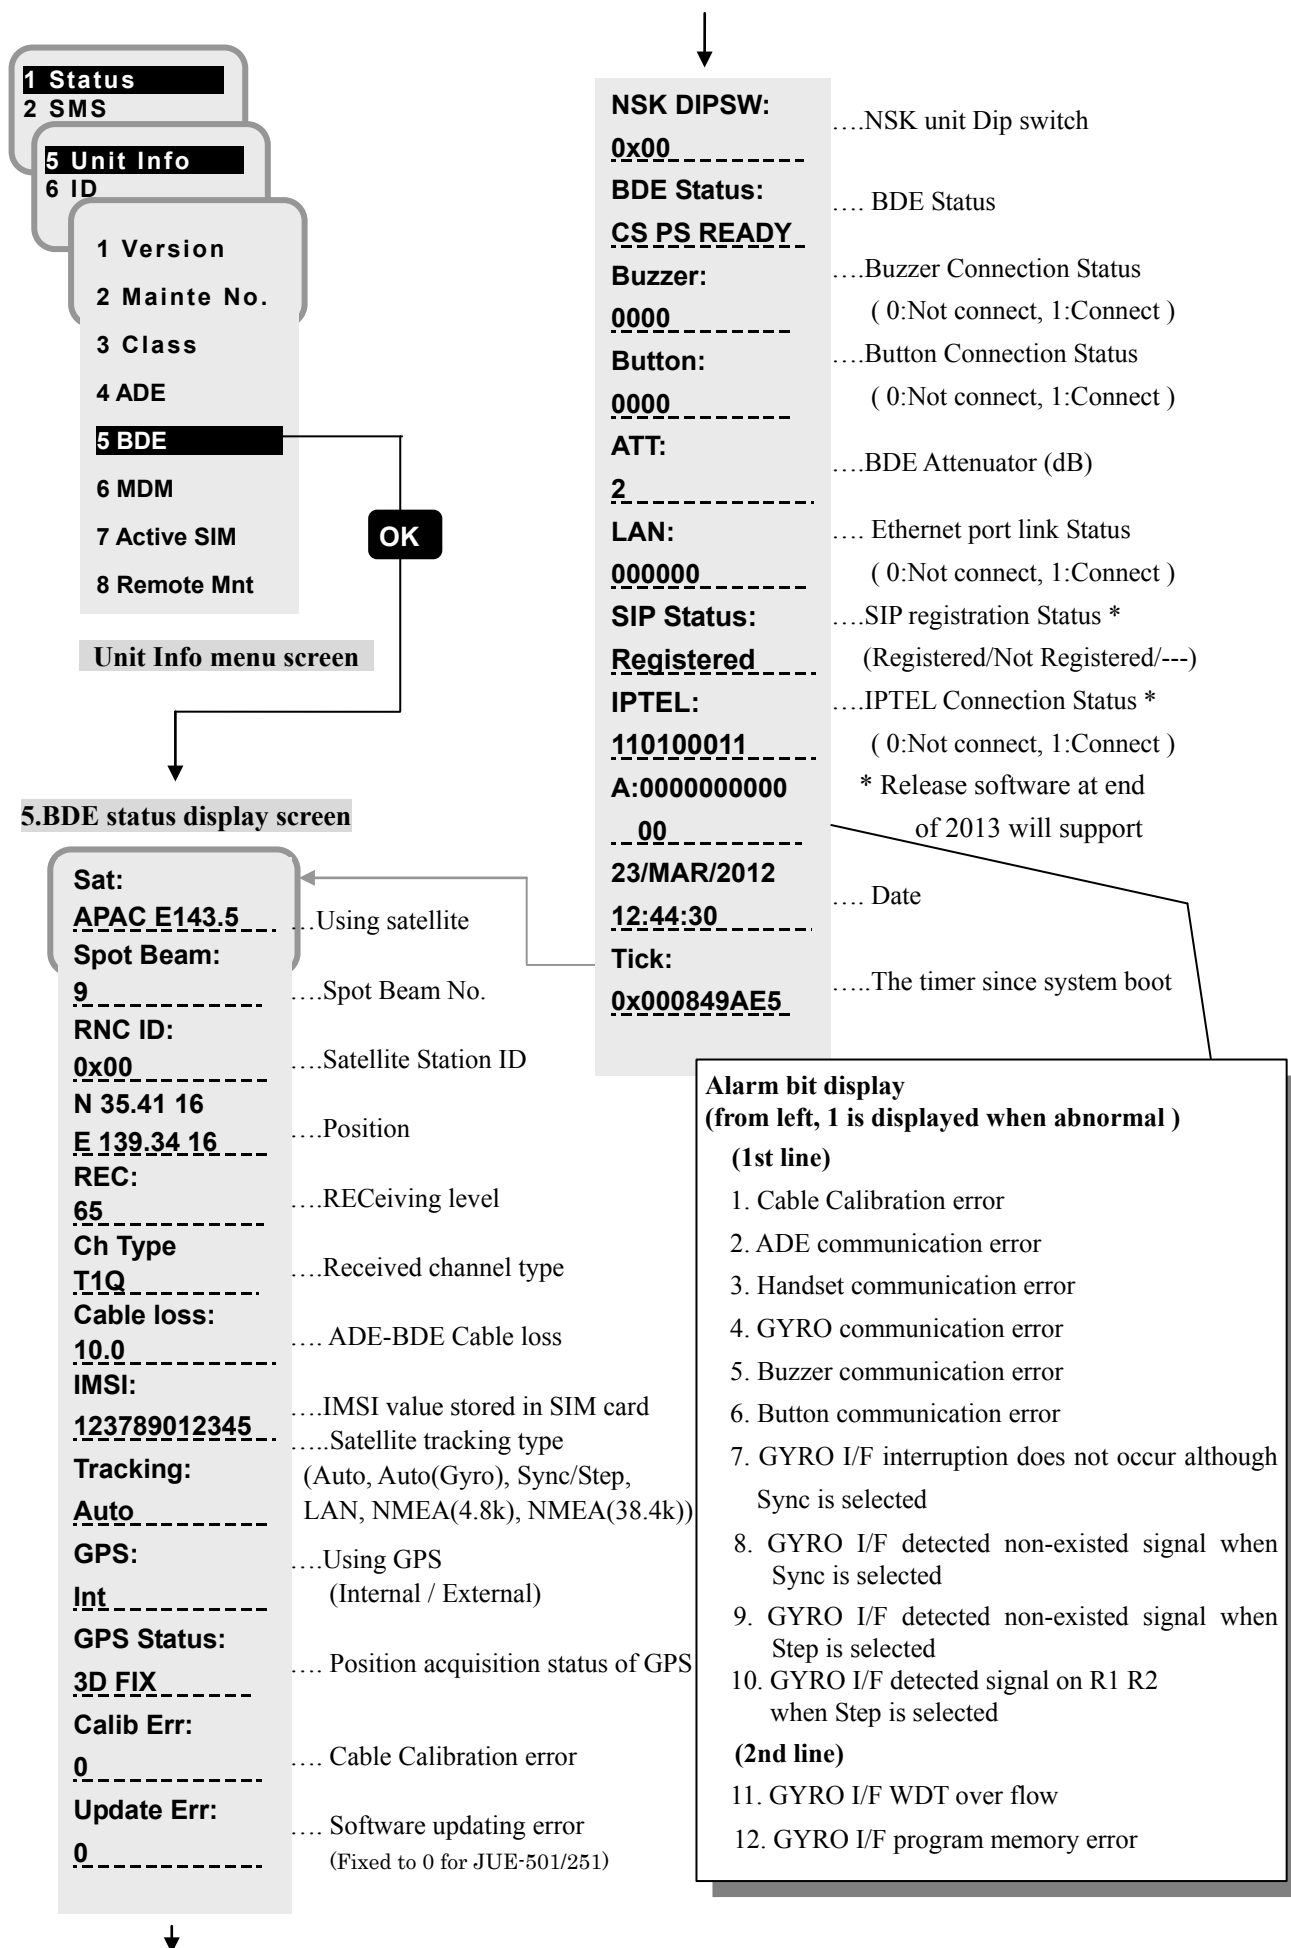 1 Status
2 SMS
5 Unit Info
6 ID
1 Version
2 Mainte No.
3 Class
4 ADE
5 BDE
6 MDM
7 Active SIM
8 Remote Mnt
OK
Unit Info menu screen
5.BDE status display screen
Sat:
APAC E143.5
...Using satellite
Spot Beam:
9
....Spot Beam No.
RNC ID:
0x00
....Satellite Station ID
N 35.41 16
E 139.34 16
....Position
REC:
65
....RECeiving level
Ch Type
T1Q
....Received channel type
Cable loss:
10.0
.... ADE-BDE Cable loss
IMSI:
123789012345
....IMSI value stored in SIM card
.....Satellite tracking type
(Auto, Auto(Gyro), Sync/Step,
LAN, NMEA(4.8k), NMEA(38.4k))
Tracking:
Auto
GPS:
Int
....Using GPS
(Internal / External)
GPS Status:
3D FIX
.... Position acquisition status of GPS
Calib Err:
0
.... Cable Calibration error
Update Err:
0
.... Software updating error
(Fixed to 0 for JUE-501/251)
NSK DIPSW:
0x00
....NSK unit Dip switch
BDE Status:
CS PS READY
.... BDE Status
Buzzer:
0000
....Buzzer Connection Status
( 0:Not connect, 1:Connect )
Button:
0000
....Button Connection Status
( 0:Not connect, 1:Connect )
ATT:
2
....BDE Attenuator (dB)
LAN:
000000
.... Ethernet port link Status
( 0:Not connect, 1:Connect )
SIP Status:
Registered
....SIP registration Status *
(Registered/Not Registered/---)
IPTEL:
110100011
....IPTEL Connection Status *
( 0:Not connect, 1:Connect )
* Release software at end
of 2013 will support
A:0000000000
00
23/MAR/2012
12:44:30
.... Date
Tick:
0x000849AE5
.....The timer since system boot
Alarm bit display
(from left, 1 is displayed when abnormal )
(1st line)
1. Cable Calibration error
2. ADE communication error
3. Handset communication error
4. GYRO communication error
5. Buzzer communication error
6. Button communication error
7. GYRO I/F interruption does not occur although
Sync is selected
8. GYRO I/F detected non-existed signal when
Sync is selected
9. GYRO I/F detected non-existed signal when
Step is selected
10. GYRO I/F detected signal on R1 R2
when Step is selected
(2nd line)
11. GYRO I/F WDT over flow
12. GYRO I/F program memory error